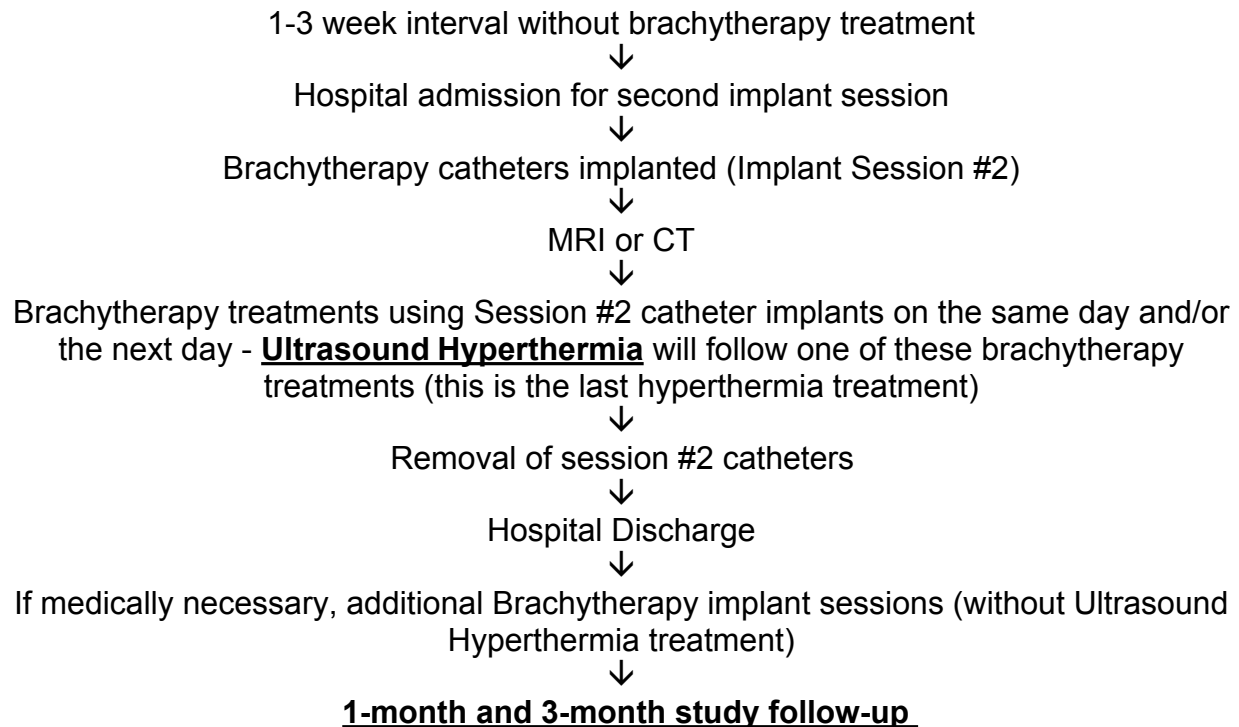 1-3 week interval without brachytherapy treatment
↓
Hospital admission for second implant session
↓
Brachytherapy catheters implanted (Implant Session #2)
↓
MRI or CT
↓
Brachytherapy treatments using Session #2 catheter implants on the same day and/or
the next day - Ultrasound Hyperthermia will follow one of these brachytherapy
treatments (this is the last hyperthermia treatment)
↓
Removal of session #2 catheters
↓
Hospital Discharge
↓
If medically necessary, additional Brachytherapy implant sessions (without Ultrasound
Hyperthermia treatment)
↓
1-month and 3-month study follow-up